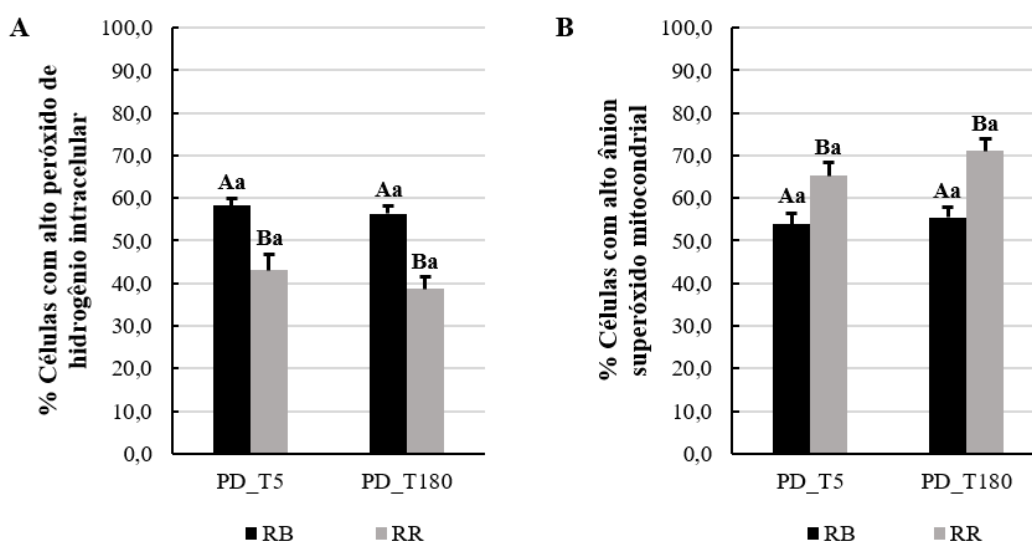 A
% Células com alto peróxido de
hidrogênio intracelular
100,0
90,0
80,0
70,0
60,0
50,0
40,0
30,0
20,0
10,0
0,0
Aa
Ba
Aa
Ba
PD_T5
PD_T180
RB
RR
B
% Células com alto ânion
superóxido mitocondrial
100,0
90,0
80,0
70,0
60,0
50,0
40,0
30,0
20,0
10,0
0,0
Aa
Ba
Aa
Ba
PD_T5
PD_T180
RB
RR